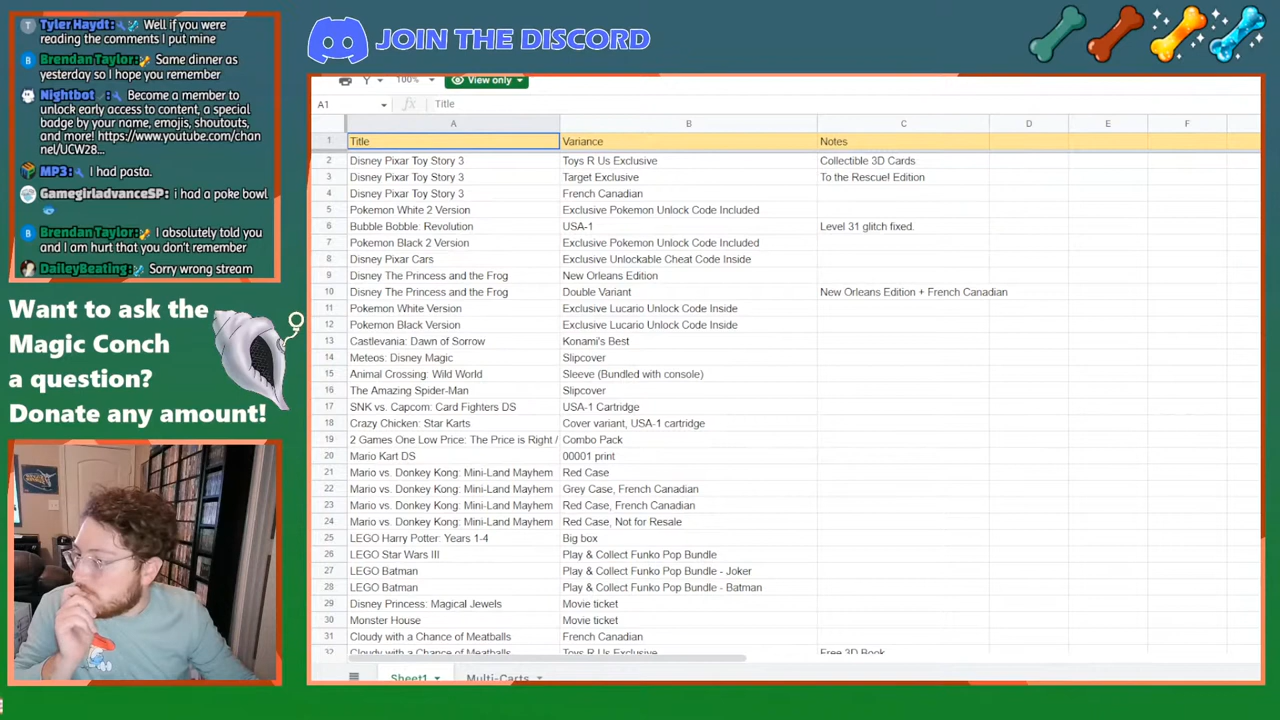 Tyler Haydt: Well if you were
reading the comments I put mine
Brendan Taylor: Same dinner as
yesterday so I hope you remember
Nightbot : Become a member to
unlock early access to content, a special
badge by your name, emojis, shoutouts,
and more! https://www.youtube.com/chan
nel/UCW28...
MP3: I had pasta.
GamegirladvanceSP: i had a poke bowl
Brendan Taylor: I absolutely told you
and I am hurt that you don't remember
DaileyBeating: Sorry wrong stream
JOIN THE DISCORD
Want to ask the
Magic Conch
a question?
Donate any amount!
100% View only
A1 fx Title
A B C D E F
1 Title Variance Notes
2 Disney Pixar Toy Story 3 Toys R Us Exclusive Collectible 3D Cards
3 Disney Pixar Toy Story 3 Target Exclusive To the Rescue! Edition
4 Disney Pixar Toy Story 3 French Canadian
5 Pokemon White 2 Version Exclusive Pokemon Unlock Code Included
6 Bubble Bobble: Revolution USA-1 Level 31 glitch fixed.
7 Pokemon Black 2 Version Exclusive Pokemon Unlock Code Included
8 Disney Pixar Cars Exclusive Unlockable Cheat Code Inside
9 Disney The Princess and the Frog New Orleans Edition
10 Disney The Princess and the Frog Double Variant New Orleans Edition + French Canadian
11 Pokemon White Version Exclusive Lucario Unlock Code Inside
12 Pokemon Black Version Exclusive Lucario Unlock Code Inside
13 Castlevania: Dawn of Sorrow Konami's Best
14 Meteos: Disney Magic Slipcover
15 Animal Crossing: Wild World Sleeve (Bundled with console)
16 The Amazing Spider-Man Slipcover
17 SNK vs. Capcom: Card Fighters DS USA-1 Cartridge
18 Crazy Chicken: Star Karts Cover variant, USA-1 cartridge
19 2 Games One Low Price: The Price is Right / Combo Pack
20 Mario Kart DS 00001 print
21 Mario vs. Donkey Kong: Mini-Land Mayhem Red Case
22 Mario vs. Donkey Kong: Mini-Land Mayhem Grey Case, French Canadian
23 Mario vs. Donkey Kong: Mini-Land Mayhem Red Case, French Canadian
24 Mario vs. Donkey Kong: Mini-Land Mayhem Red Case, Not for Resale
25 LEGO Harry Potter: Years 1-4 Big box
26 LEGO Star Wars III Play & Collect Funko Pop Bundle
27 LEGO Batman Play & Collect Funko Pop Bundle - Joker
28 LEGO Batman Play & Collect Funko Pop Bundle - Batman
29 Disney Princess: Magical Jewels Movie ticket
30 Monster House Movie ticket
31 Cloudy with a Chance of Meatballs French Canadian
32 Cloudy with a Chance of Meatballs Toys R Us Exclusive Free 3D Book
Sheet1 Multi-Carts